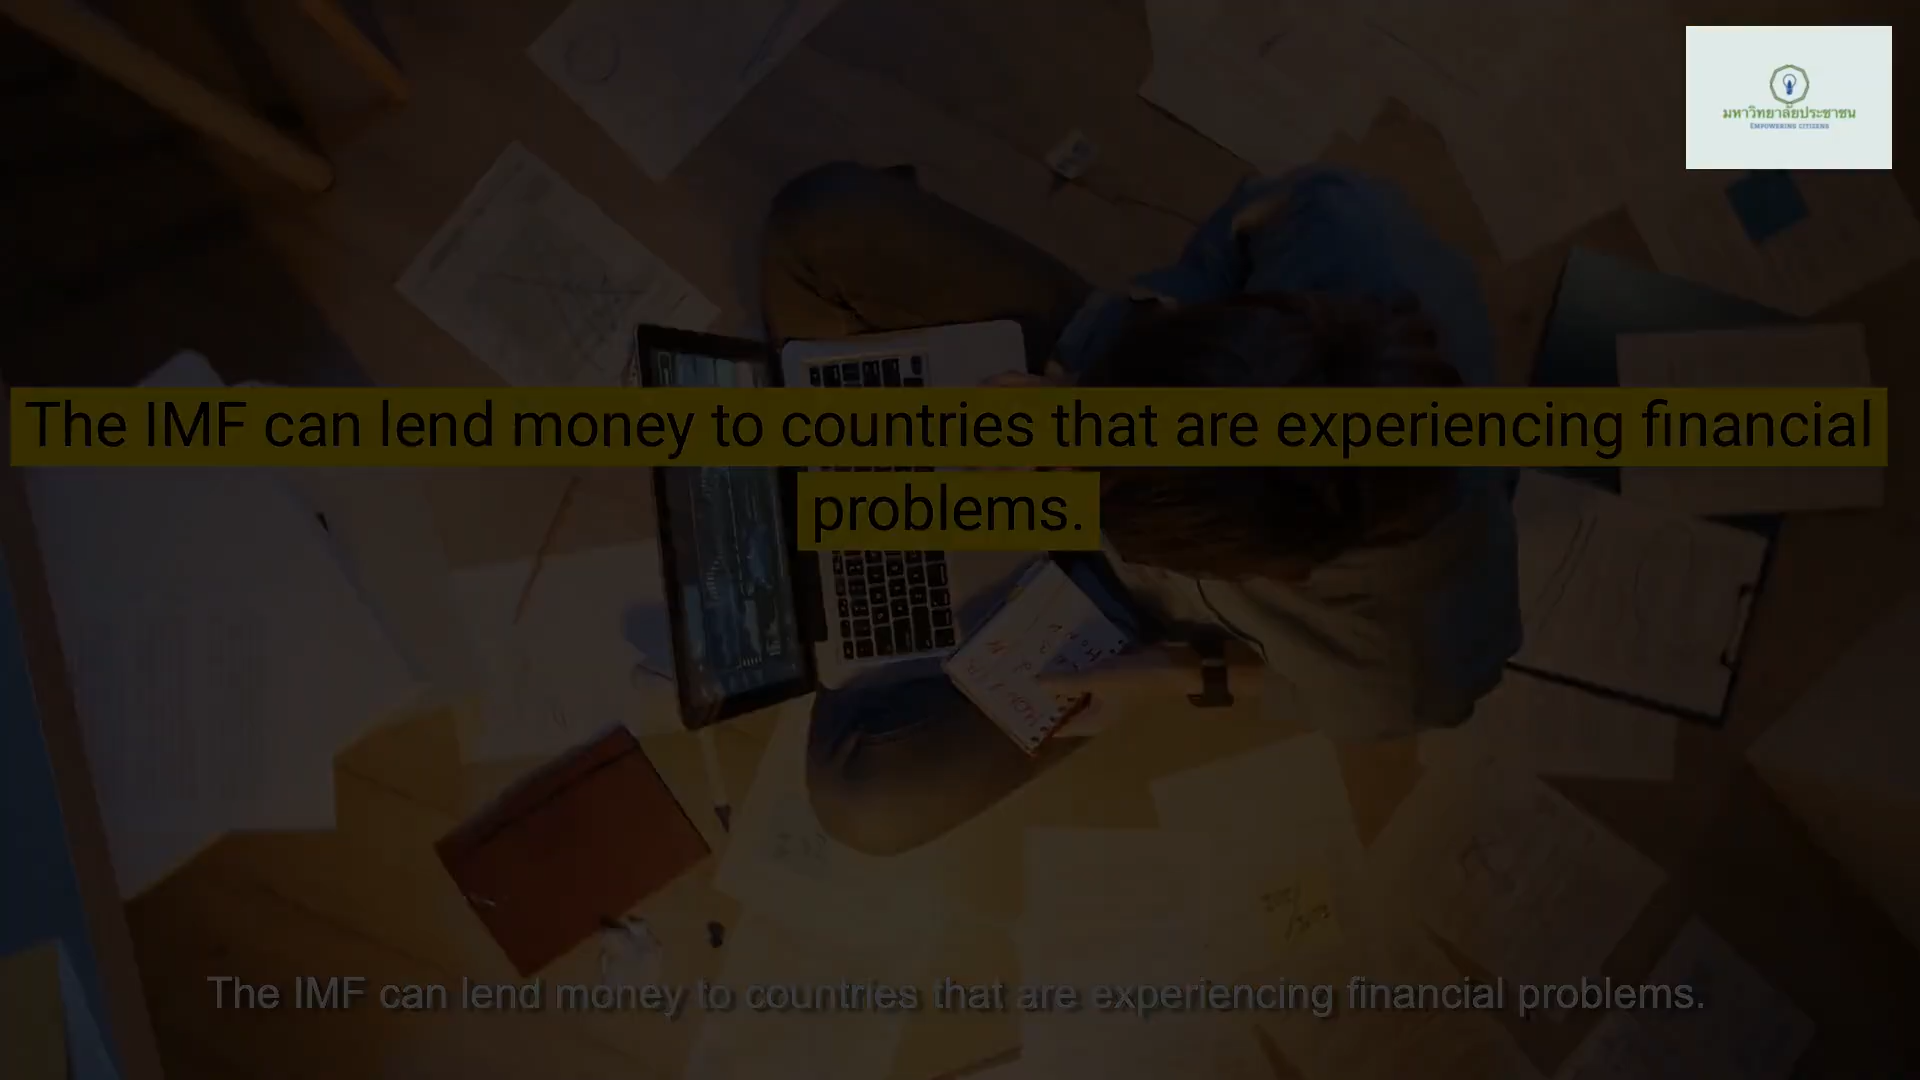 มหาวิทยาลัยประชาชน
EMPOWERING CITIZENS
The IMF can lend money to countries that are experiencing financial
problems.
The IMF can lend money to countries that are experiencing financial problems.